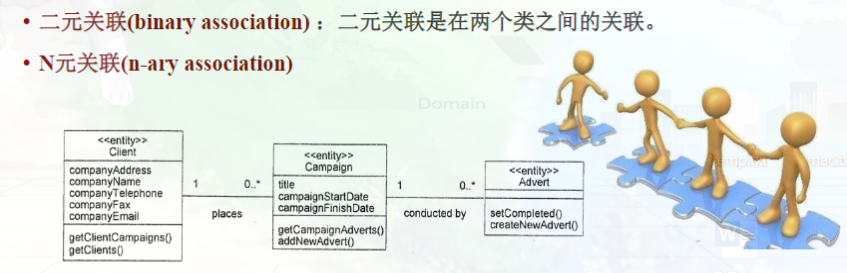 • 二元关联(binary association) ：二元关联是在两个类之间的关联。
• N元关联(n-ary association)
Domain
<<entity>>
Client
companyAddress
companyName
companyTelephone
companyFax
companyEmail
getClientCampaigns()
getClients()
1 0..*
places
<<entity>>
Campaign
title
campaignStartDate
campaignFinishDate
getCampaignAdverts()
addNewAdvert()
1 0..*
conducted by
<<entity>>
Advert
setCompleted()
createNewAdvert()